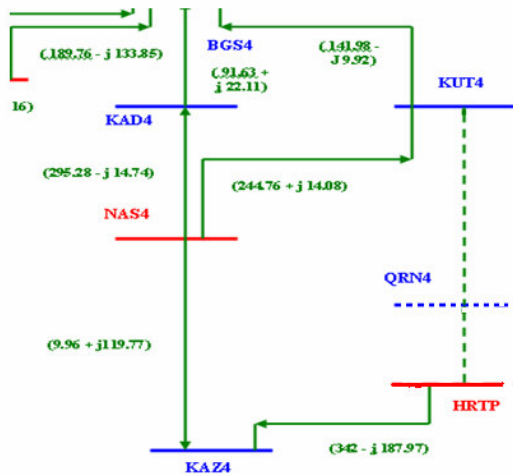 (189.76 – j 133.85)
BGS4
(141.98 –
J 9.92)
(91.63 +
j 22.11)
16)
KAD4
KUT4
(295.28 - j 14.74)
(244.76 + j 14.08)
NAS4
QRN4
(9.96 + j119.77)
HRTP
(342 - j 187.97)
KAZ4